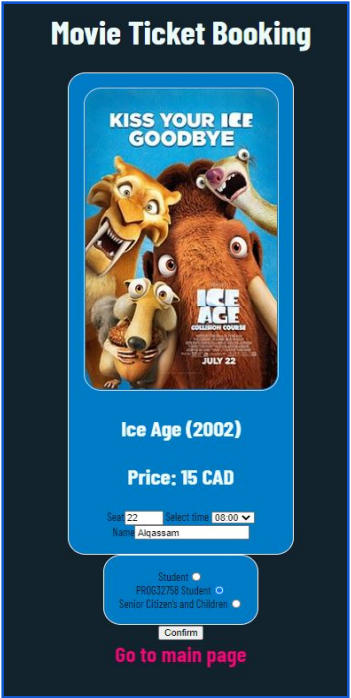 Movie Ticket Booking
KISS YOUR ICE
GOODBYE
ICE
AGE
COLLISION COURSE
JULY 22
Ice Age (2002)
Price: 15 CAD
Seat 22 Select time 08:00
Name Alqassam
Student
PROG32758 Student
Senior Citizen's and Children
Confirm
Go to main page